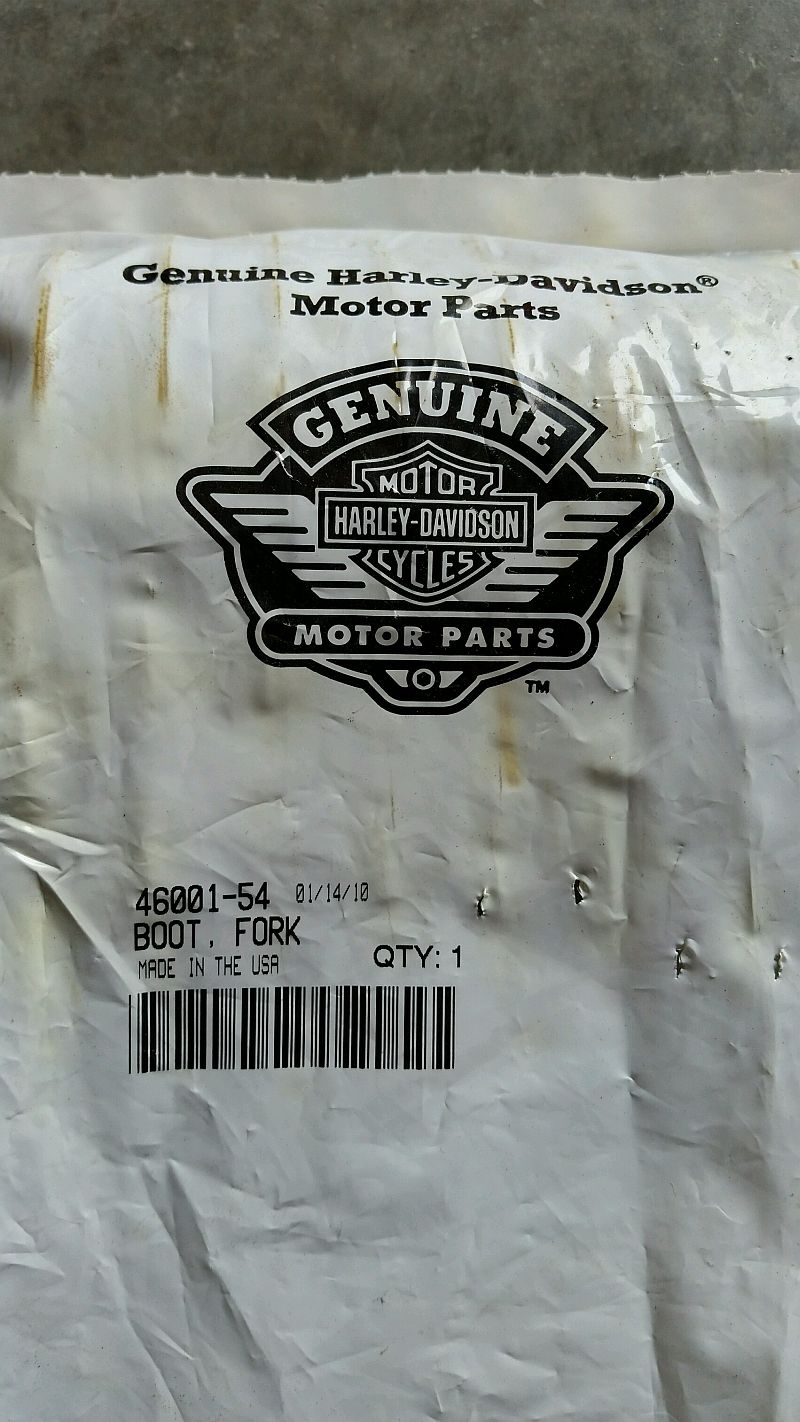 Genuine Harley-Davidson®
Motor Parts
GENUINE
MOTOR
HARLEY-DAVIDSON
CYCLES
MOTOR PARTS
TM
46001-54 01/14/10
BOOT, FORK
MADE IN THE USA QTY: 1